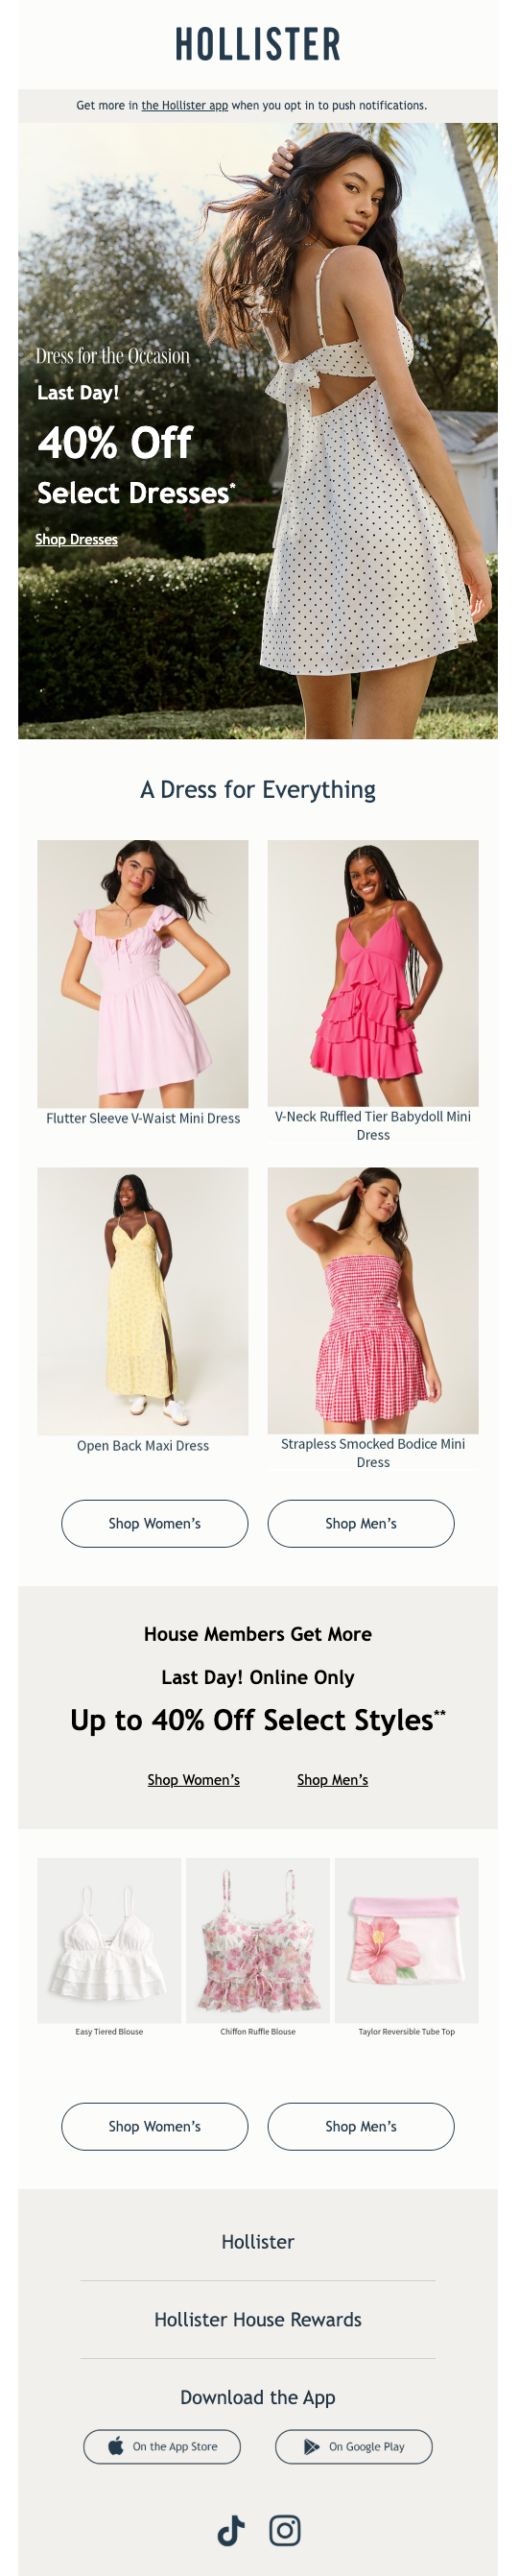 HOLLISTER
Get more in the Hollister app when you opt in to push notifications.
Dress for the Occasion
Last Day!
40% Off
Select Dresses*
Shop Dresses
A Dress for Everything
Flutter Sleeve V-Waist Mini Dress
V-Neck Ruffled Tier Babydoll Mini
Dress
Open Back Maxi Dress
Strapless Smocked Bodice Mini
Dress
Shop Women's
Shop Men's
House Members Get More
Last Day! Online Only
Up to 40% Off Select Styles**
Shop Women's
Shop Men's
Easy Tiered Blouse
Chiffon Ruffle Blouse
Taylor Reversible Tube Top
Shop Women's
Shop Men's
Hollister
Hollister House Rewards
Download the App
On the App Store
On Google Play